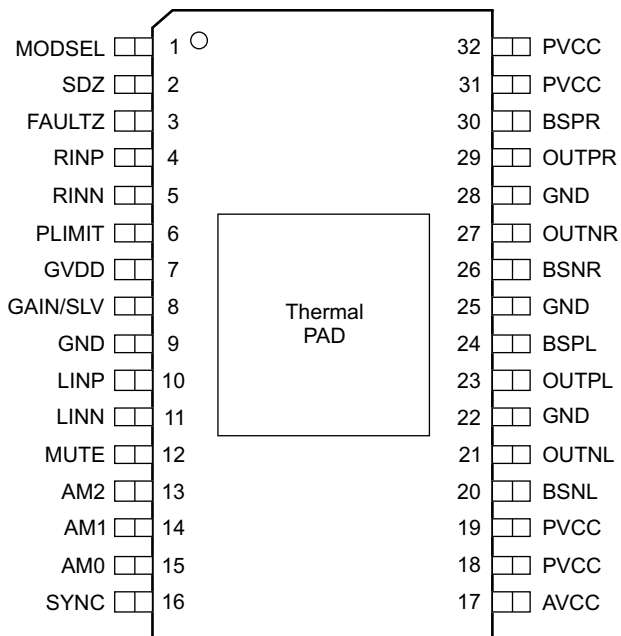 MODSEL 1 32 PVCC
SDZ 2 31 PVCC
FAULTZ 3 30 BSPR
RINP 4 29 OUTPR
RINN 5 28 GND
PLIMIT 6 27 OUTNR
GVDD 7 26 BSNR
GAIN/SLV 8 25 GND
GND 9 24 BSPL
LINP 10 23 OUTPL
LINN 11 22 GND
MUTE 12 21 OUTNL
AM2 13 20 BSNL
AM1 14 19 PVCC
AM0 15 18 PVCC
SYNC 16 17 AVCC
Thermal
PAD